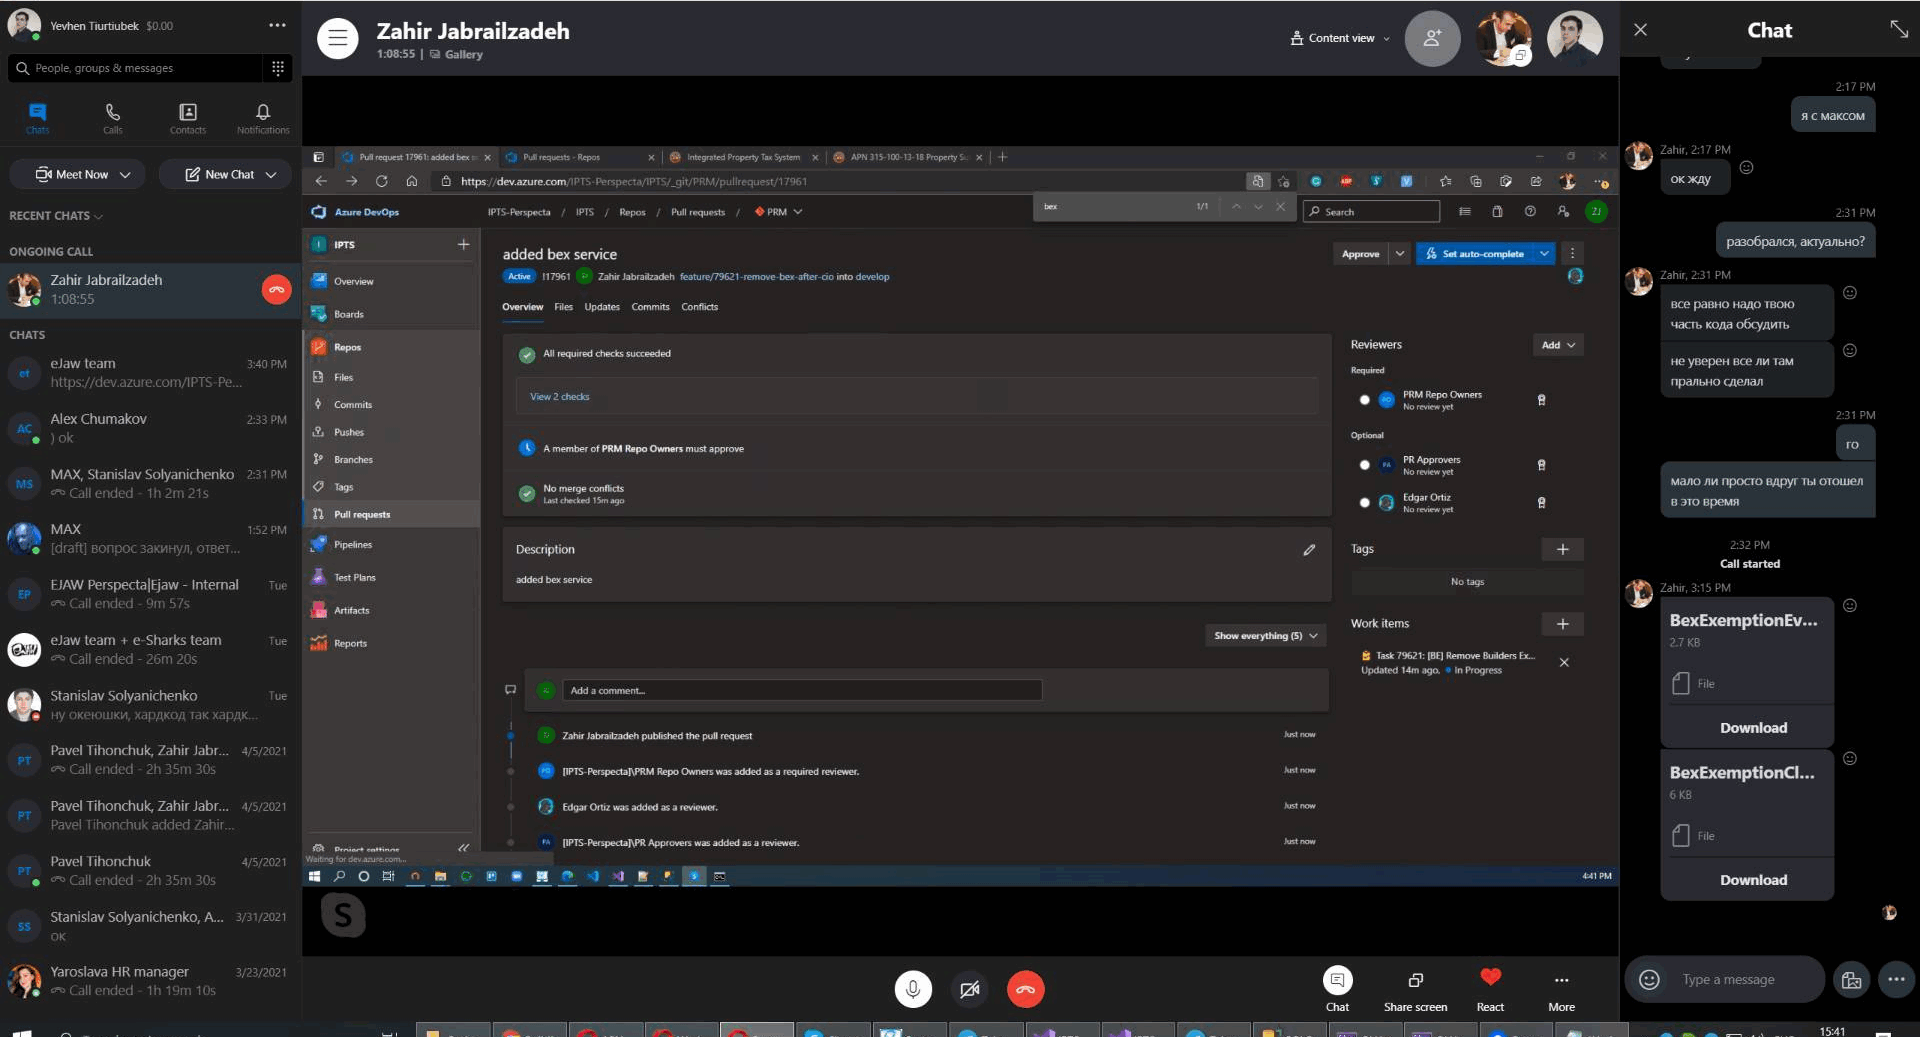 Yevhen Tiurtiubek $0.00
People, groups & messages
Chats
Calls
Contacts
Notifications
Meet Now
New Chat
RECENT CHATS
ONGOING CALL
Zahir Jabrailzadeh
1:08:55
CHATS
et
eJaw team 3:40 PM
https://dev.azure.com/IPTS-Pe...
AC
Alex Chumakov 2:33 PM
) ok
MS
MAX, Stanislav Solyanichenko 2:31 PM
Call ended - 1h 2m 21s
MAX 1:52 PM
[draft] вопрос закинул, ответ...
EP
EJAW Perspecta|Ejaw - Internal Tue
Call ended - 9m 57s
eJaw team + e-Sharks team Tue
Call ended - 26m 20s
Stanislav Solyanichenko Tue
ну океюшки, хардкод так хардк...
PT
Pavel Tihonchuk, Zahir Jabr... 4/5/2021
Call ended - 2h 35m 30s
PT
Pavel Tihonchuk, Zahir Jabr... 4/5/2021
Pavel Tihonchuk added Zahir...
PT
Pavel Tihonchuk 4/5/2021
Call ended - 2h 35m 30s
SS
Stanislav Solyanichenko, A... 3/31/2021
ок
Yaroslava HR manager 3/23/2021
Call ended - 1h 19m 10s
Zahir Jabrailzadeh
1:08:55 | Gallery
Content view
Pull request 17961: added bex s
Pull requests - Repos
Integrated Property Tax System
APN 315-100-13-18 Property Su
https://dev.azure.com/IPTS-Perspecta/IPTS/_git/PRM/pullrequest/17961
Azure DevOps
IPTS-Perspecta / IPTS / Repos / Pull requests / PRM
bex 1/1
Search
ZJ
I IPTS
Overview
Boards
Repos
Files
Commits
Pushes
Branches
Tags
Pull requests
Pipelines
Test Plans
Artifacts
Reports
Project settings
Waiting for dev.azure.com...
added bex service
Approve
Set auto-complete
Active !17961 Zahir Jabrailzadeh feature/79621-remove-bex-after-cio into develop
Overview Files Updates Commits Conflicts
All required checks succeeded
View 2 checks
A member of PRM Repo Owners must approve
No merge conflicts
Last checked 15m ago
Description
added bex service
Show everything (5)
Add a comment...
Zahir Jabrailzadeh published the pull request Just now
[IPTS-Perspecta]\PRM Repo Owners was added as a required reviewer. Just now
Edgar Ortiz was added as a reviewer. Just now
PA
[IPTS-Perspecta]\PR Approvers was added as a reviewer. Just now
Reviewers
Add
Required
PRM Repo Owners
No review yet
Optional
PA
PR Approvers
No review yet
Edgar Ortiz
No review yet
Tags
No tags
Work items
Task 79621: [BE] Remove Builders Ex...
Updated 14m ago, In Progress
4:41 PM
S
Chat
Share screen
React
More
Chat
2:17 PM
я с максом
Zahir, 2:17 PM
ок жду
2:31 PM
разобрался, актуально?
Zahir, 2:31 PM
все равно надо твою
часть кода обсудить
не уверен все ли там
прально сделал
2:31 PM
го
мало ли просто вдруг ты отошел
в это время
2:32 PM
Call started
Zahir, 3:15 PM
BexExemptionEv...
2.7 KB
File
Download
BexExemptionCl...
6 KB
File
Download
Type a message
15:41